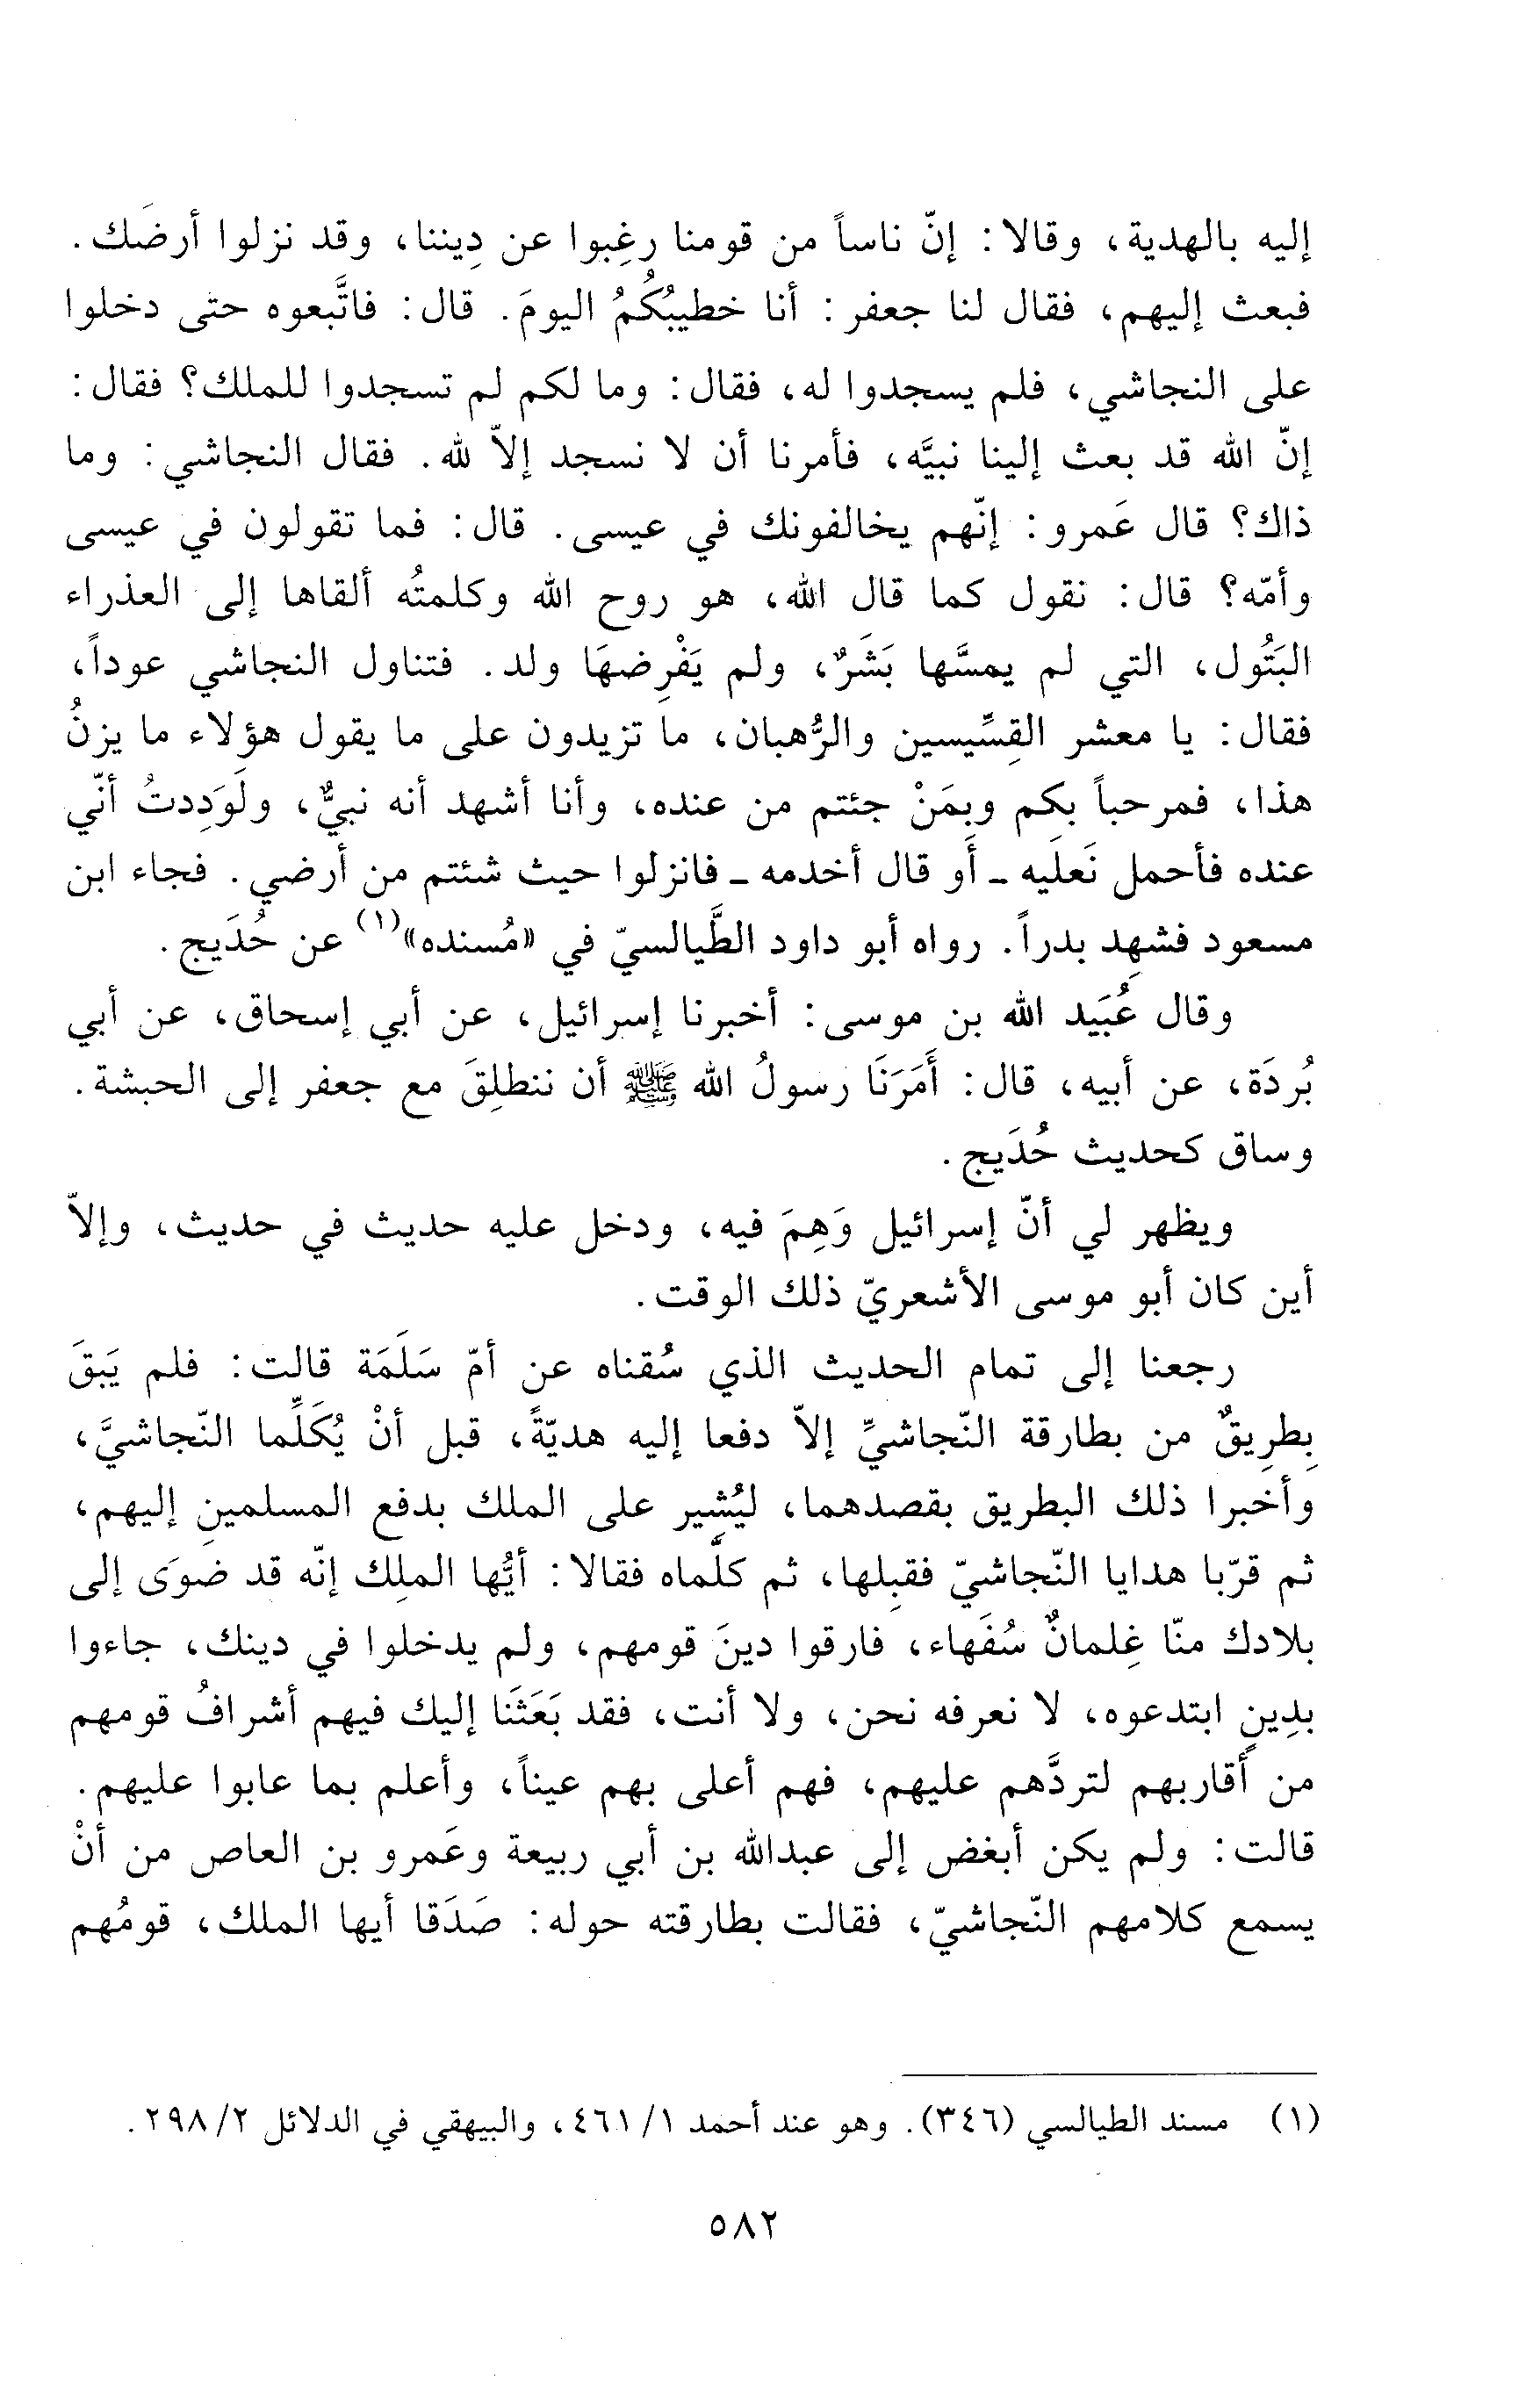 إليه بالهدية، وقالا: إنّ ناساً من قومنا رغِبوا عن دِيننا، وقد نزلوا أرضَك.
فبعث إليهم، فقال لنا جعفر: أنا خطيبُكُمُ اليومَ. قال: فاتَّبعوه حتى دخلوا
على النجاشي، فلم يسجدوا له، فقال: وما لكم لم تسجدوا للملك؟ فقال:
إنّ الله قد بعث إلينا نبيَّه، فأمرنا أن لا نسجد إلاّ لله. فقال النجاشي: وما
ذاك؟ قال عَمرو: إنّهم يخالفونك في عيسى. قال: فما تقولون في عيسى
وأمّه؟ قال: نقول كما قال الله، هو روح الله وكلمتُه ألقاها إلى العذراء
البَتُول، التي لم يمسَّها بَشَرٌ، ولم يَفْرِضهَا ولد. فتناول النجاشي عوداً،
فقال: يا معشر القِسِّيسين والرُّهبان، ما تزيدون على ما يقول هؤلاء ما يزنُ
هذا، فمرحباً بكم وبمَنْ جئتم من عنده، وأنا أشهد أنه نبيٌّ، ولَوَدِدتُ أنّي
عنده فأحمل نَعلَيه - أَو قال أخدمه - فانزلوا حيث شئتم من أرضي. فجاء ابن
مسعود فشهِد بدراً. رواه أبو داود الطَّيالسيّ في «مُسنده»(١) عن حُدَيج.
وقال عُبَيد الله بن موسى: أخبرنا إسرائيل، عن أبي إسحاق، عن أبي
بُردَة، عن أبيه، قال: أَمَرَنَا رسولُ الله ﷺ أن ننطلِقَ مع جعفر إلى الحبشة.
وساق كحديث حُدَيج.
ويظهر لي أنّ إسرائيل وَهِمَ فيه، ودخل عليه حديث في حديث، وإلاّ
أين كان أبو موسى الأشعريّ ذلك الوقت.
رجعنا إلى تمام الحديث الذي سُقناه عن أمّ سَلَمَة قالت: فلم يَبقَ
بِطرِيقٌ من بطارقة النّجاشيِّ إلاّ دفعا إليه هديّةً، قبل أنْ يُكَلِّما النّجاشيَّ،
وأخبرا ذلك البطريق بقصدهما، ليُشِير على الملك بدفع المسلمين إليهم،
ثم قرّبا هدايا النّجاشيّ فقبِلها، ثم كلَّماه فقالا: أيُّها الملِك إنّه قد ضوَى إلى
بلادك منّا غِلمانٌ سُفَهاء، فارقوا دينَ قومهم، ولم يدخلوا في دينك، جاءوا
بدِينٍ ابتدعوه، لا نعرفه نحن، ولا أنت، فقد بَعَثَنا إليك فيهم أشرافُ قومهم
من أقاربهم لتردَّهم عليهم، فهم أعلى بهم عيناً، وأعلم بما عابوا عليهم.
قالت: ولم يكن أبغض إلى عبدالله بن أبي ربيعة وعَمرو بن العاص من أنْ
يسمع كلامهم النّجاشيّ، فقالت بطارقته حوله: صَدَقا أيها الملك، قومُهم
(١) مسند الطيالسي (٣٤٦). وهو عند أحمد ١/ ٤٦١، والبيهقي في الدلائل ٢/ ٢٩٨.
٥٨٢